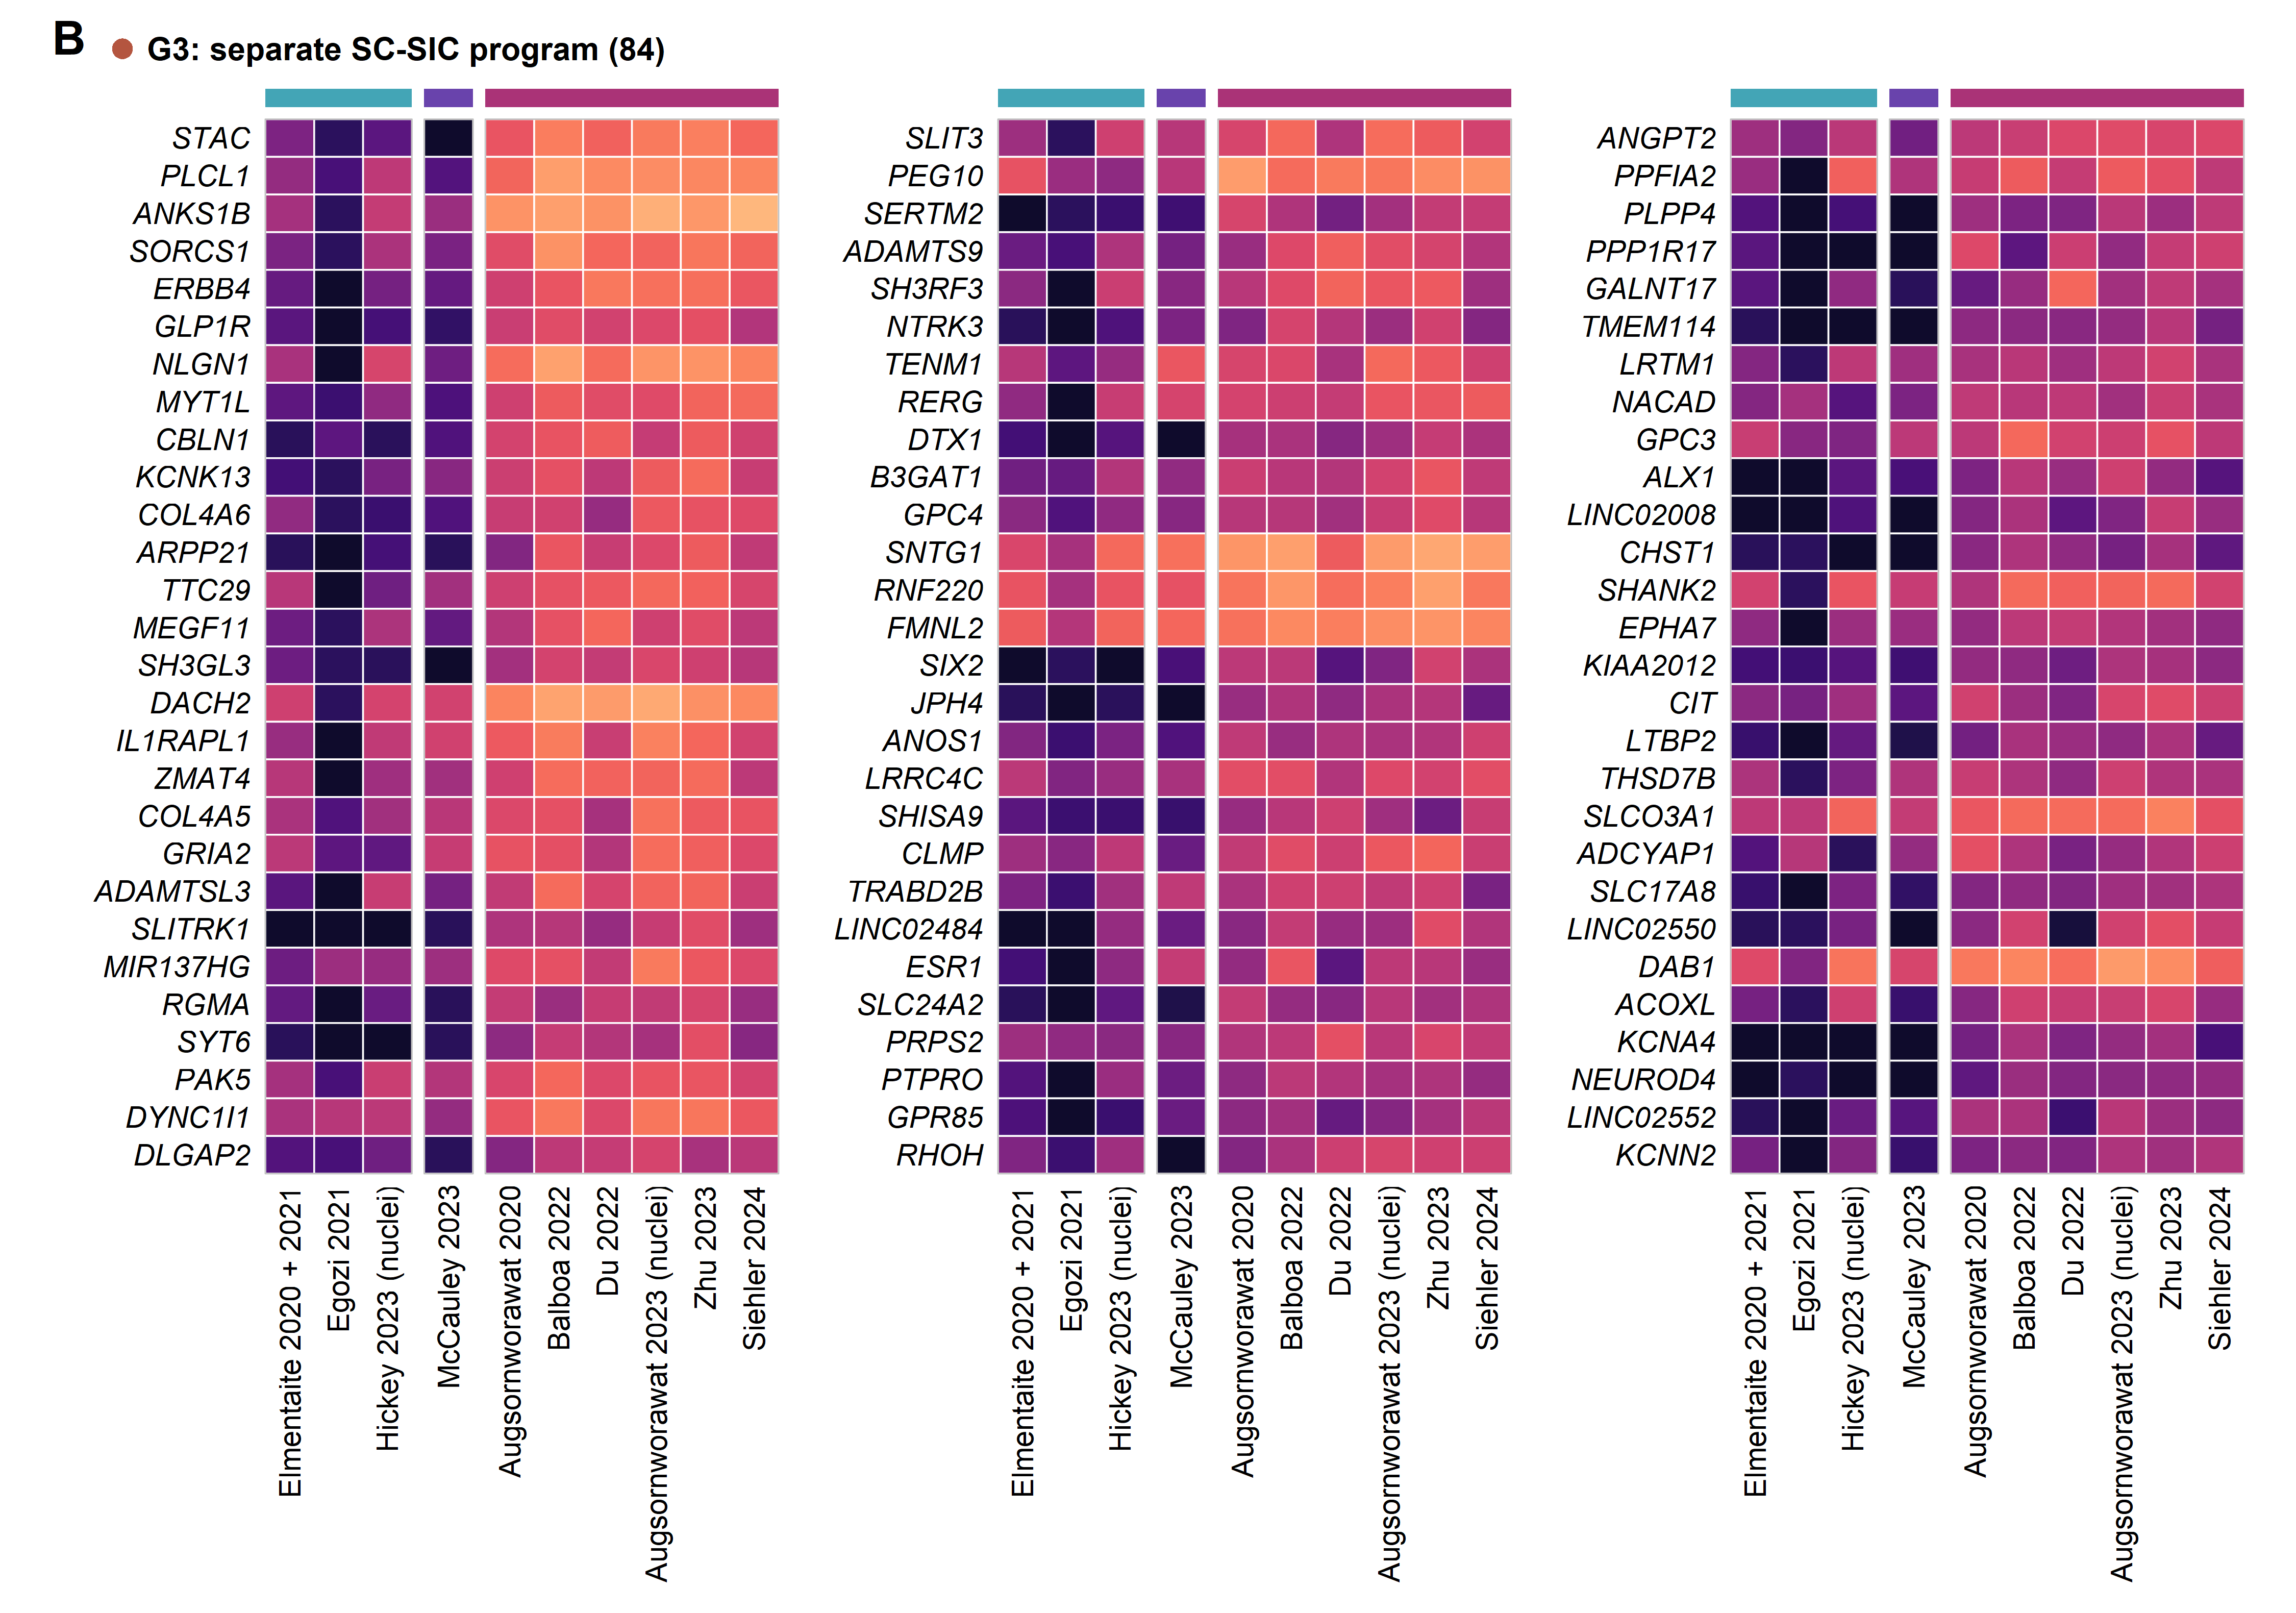 B
G3: separate SC-SIC program (84)
STAC
PLCL1
ANKS1B
SORCS1
ERBB4
GLP1R
NLGN1
MYT1L
CBLN1
KCNK13
COL4A6
ARPP21
TTC29
MEGF11
SH3GL3
DACH2
IL1RAPL1
ZMAT4
COL4A5
GRIA2
ADAMTSL3
SLITRK1
MIR137HG
RGMA
SYT6
PAK5
DYNC1I1
DLGAP2
Elmentaite 2020 + 2021
Egozi 2021
Hickey 2023 (nuclei)
McCauley 2023
Augsornworawat 2020
Balboa 2022
Du 2022
Augsornworawat 2023 (nuclei)
Zhu 2023
Siehler 2024
SLIT3
PEG10
SERTM2
ADAMTS9
SH3RF3
NTRK3
TENM1
RERG
DTX1
B3GAT1
GPC4
SNTG1
RNF220
FMNL2
SIX2
JPH4
ANOS1
LRRC4C
SHISA9
CLMP
TRABD2B
LINC02484
ESR1
SLC24A2
PRPS2
PTPRO
GPR85
RHOH
Elmentaite 2020 + 2021
Egozi 2021
Hickey 2023 (nuclei)
McCauley 2023
Augsornworawat 2020
Balboa 2022
Du 2022
Augsornworawat 2023 (nuclei)
Zhu 2023
Siehler 2024
ANGPT2
PPFIA2
PLPP4
PPP1R17
GALNT17
TMEM114
LRTM1
NACAD
GPC3
ALX1
LINC02008
CHST1
SHANK2
EPHA7
KIAA2012
CIT
LTBP2
THSD7B
SLCO3A1
ADCYAP1
SLC17A8
LINC02550
DAB1
ACOXL
KCNA4
NEUROD4
LINC02552
KCNN2
Elmentaite 2020 + 2021
Egozi 2021
Hickey 2023 (nuclei)
McCauley 2023
Augsornworawat 2020
Balboa 2022
Du 2022
Augsornworawat 2023 (nuclei)
Zhu 2023
Siehler 2024